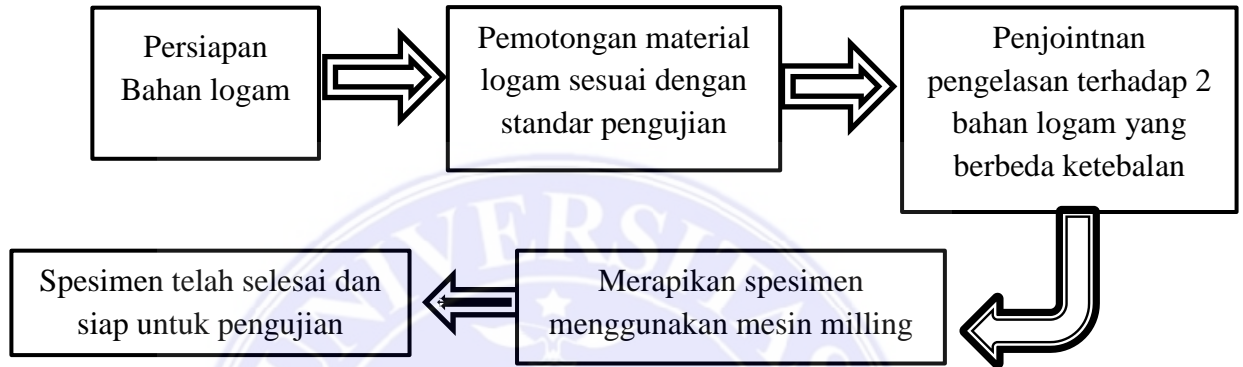 Persiapan
Bahan logam
Pemotongan material
logam sesuai dengan
standar pengujian
Penjointnan
pengelasan terhadap 2
bahan logam yang
berbeda ketebalan
Merapikan spesimen
menggunakan mesin milling
Spesimen telah selesai dan
siap untuk pengujian
UNIVERSITAS